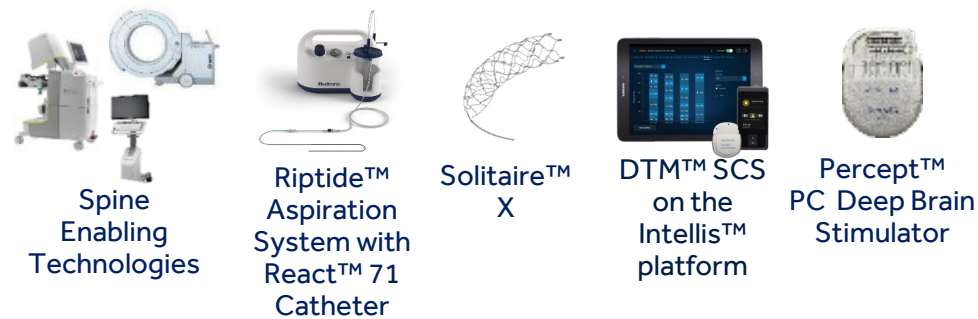 Medtronic
Spine
Enabling
Technologies
Riptide™
Aspiration
System with
React™ 71
Catheter
Solitaire™
X
DTM™ SCS
on the
Intellis™
platform
Percept™
PC Deep Brain
Stimulator